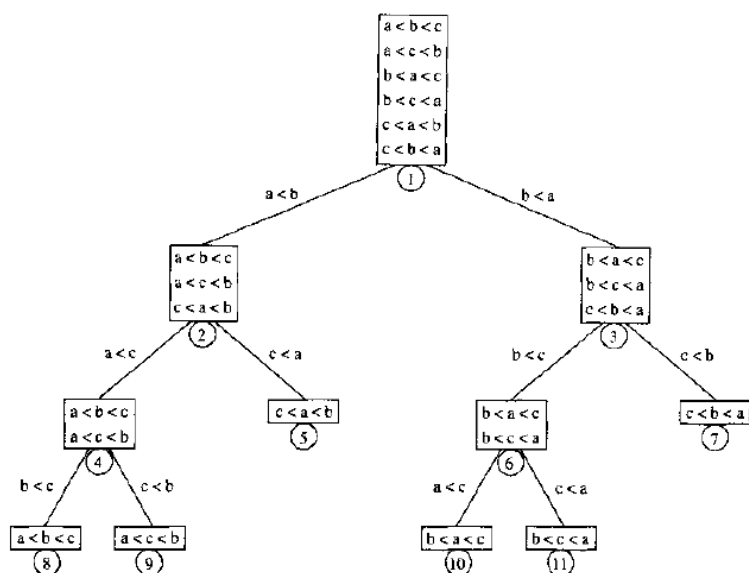 a < b < c
a < c < b
b < a < c
b < c < a
c < a < b
c < b < a
1
a < b
b < a
a < b < c
a < c < b
c < a < b
2
b < a < c
b < c < a
c < b < a
3
a < c
c < a
b < c
c < b
a < b < c
a < c < b
4
c < a < b
5
b < a < c
b < c < a
6
c < b < a
7
b < c
c < b
a < c
c < a
a < b < c
8
a < c < b
9
b < a < c
10
b < c < a
11